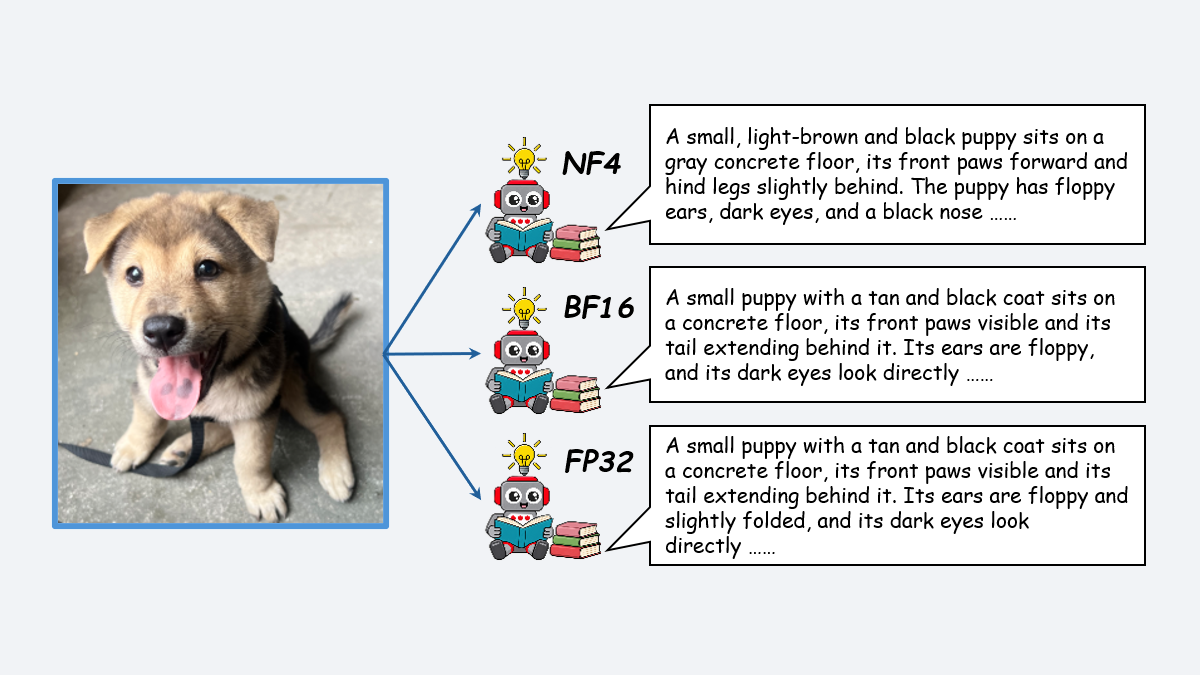 NF4
A small, light-brown and black puppy sits on a
gray concrete floor, its front paws forward and
hind legs slightly behind. The puppy has floppy
ears, dark eyes, and a black nose ......
BF16
A small puppy with a tan and black coat sits on
a concrete floor, its front paws visible and its
tail extending behind it. Its ears are floppy,
and its dark eyes look directly ......
FP32
A small puppy with a tan and black coat sits on
a concrete floor, its front paws visible and its
tail extending behind it. Its ears are floppy and
slightly folded, and its dark eyes look
directly ......